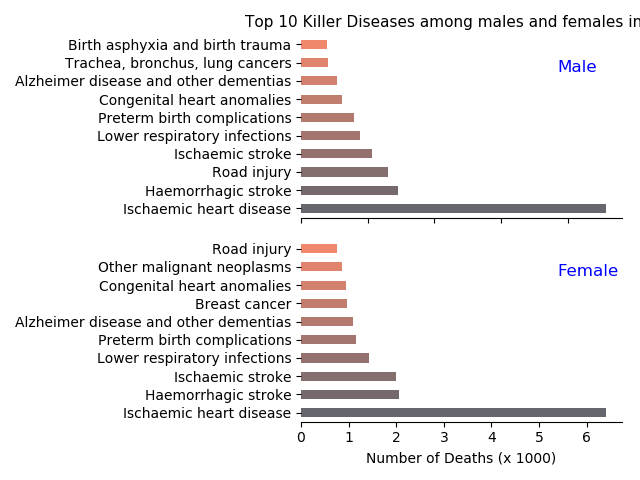 Top 10 Killer Diseases among males and females in
Birth asphyxia and birth trauma
Trachea, bronchus, lung cancers
Male
Alzheimer disease and other dementias
Congenital heart anomalies
Preterm birth complications
Lower respiratory infections
Ischaemic stroke
Road injury
Haemorrhagic stroke
Ischaemic heart disease
Road injury
Other malignant neoplasms
Female
Congenital heart anomalies
Breast cancer
Alzheimer disease and other dementias
Preterm birth complications
Lower respiratory infections
Ischaemic stroke
Haemorrhagic stroke
Ischaemic heart disease
0 1 2 3 4 5 6
Number of Deaths (x 1000)